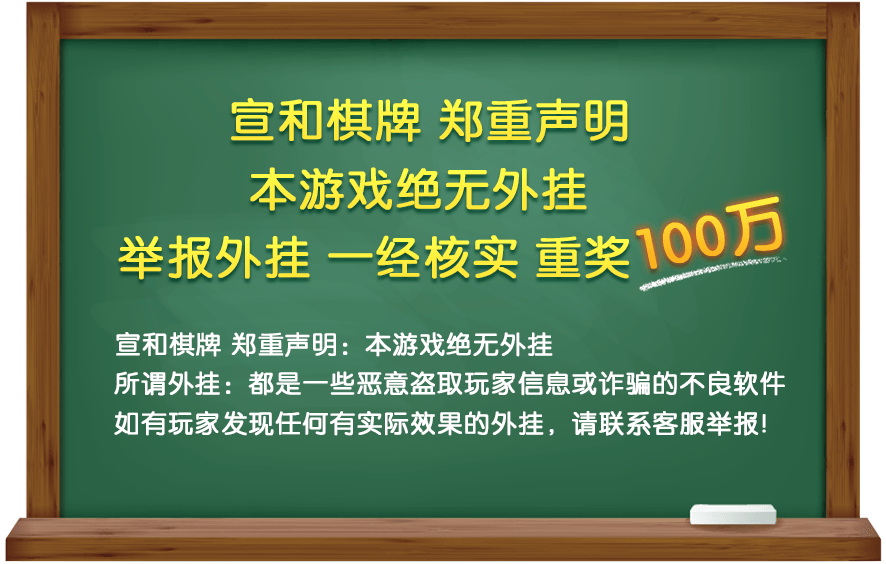 宣和棋牌 郑重声明
本游戏绝无外挂
举报外挂 一经核实 重奖100万
宣和棋牌 郑重声明：本游戏绝无外挂
所谓外挂：都是一些恶意盗取玩家信息或诈骗的不良软件
如有玩家发现任何有实际效果的外挂，请联系客服举报!